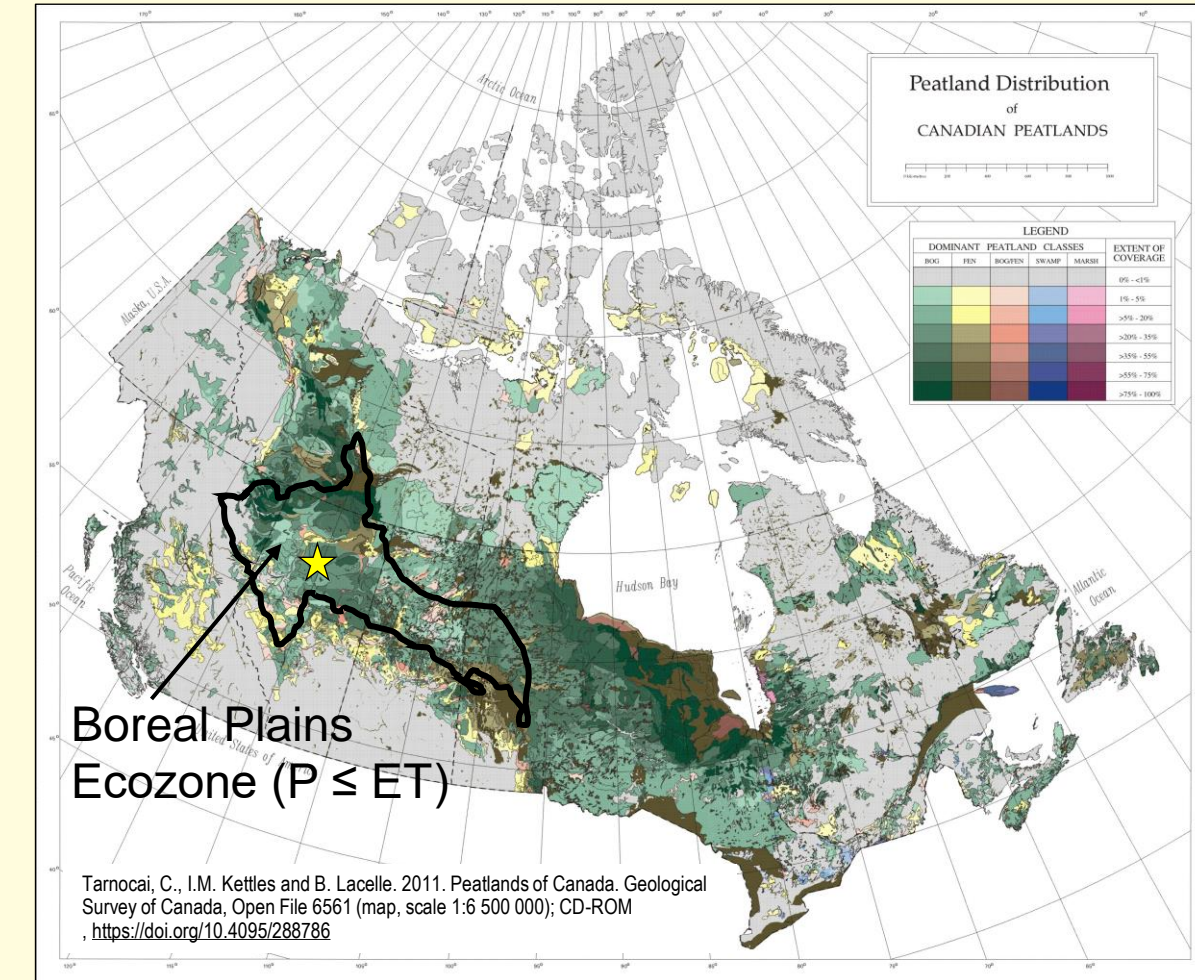 Arctic Ocean
Peatland Distribution
of
CANADIAN PEATLANDS
LEGEND
DOMINANT PEATLAND CLASSES
EXTENT OF
COVERAGE
BOG FEN BOG/FEN SWAMP MARSH
0% - <1%
1% - 5%
>5% - 20%
>20% - 35%
>35% - 55%
>55% - 75%
>75% - 100%
Alaska, U.S.A.
Hudson Bay
Pacific
Ocean
Atlantic
Ocean
United States of
Boreal Plains
Ecozone (P ≤ ET)
Tarnocai, C., I.M. Kettles and B. Lacelle. 2011. Peatlands of Canada. Geological
Survey of Canada, Open File 6561 (map, scale 1:6 500 000); CD-ROM
, https://doi.org/10.4095/288786